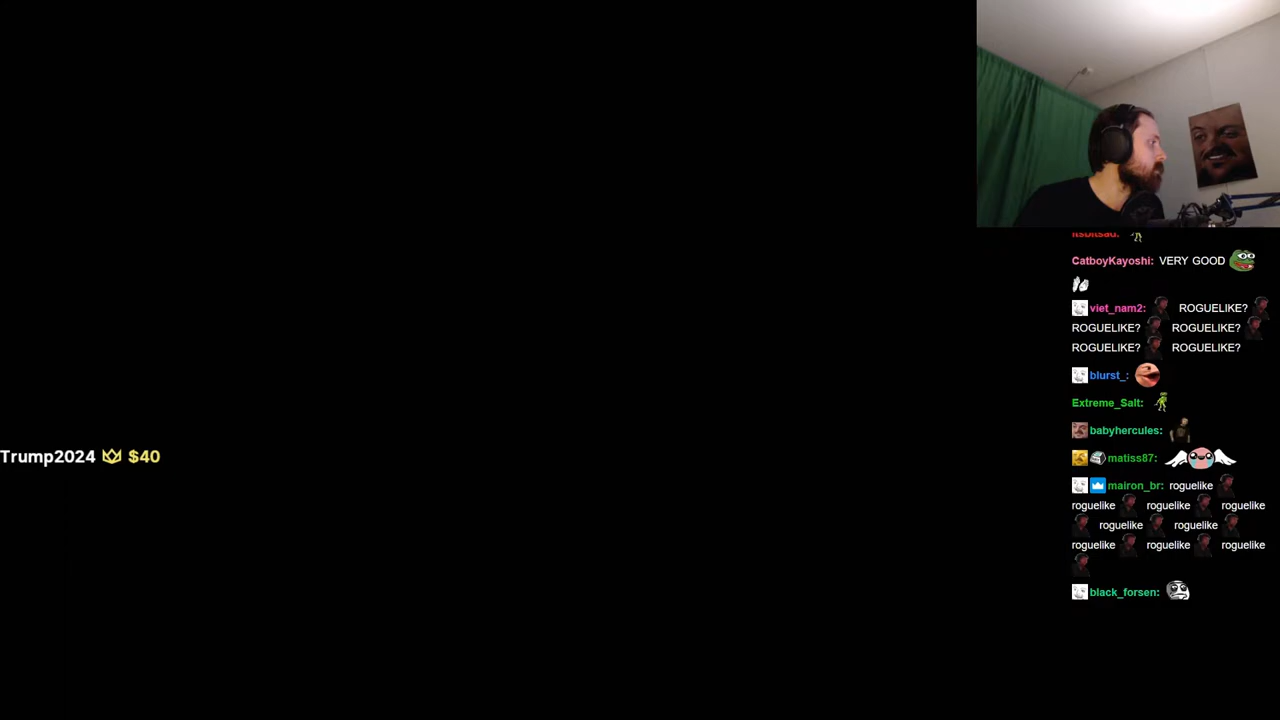 Trump2024 $40
itsbitsad:
CatboyKayoshi: VERY GOOD
viet_nam2: ROGUELIKE?
ROGUELIKE? ROGUELIKE?
ROGUELIKE? ROGUELIKE?
blurst_:
Extreme_Salt:
babyhercules:
matiss87:
mairon_br: roguelike
roguelike roguelike roguelike
roguelike roguelike
roguelike roguelike roguelike
black_forsen: